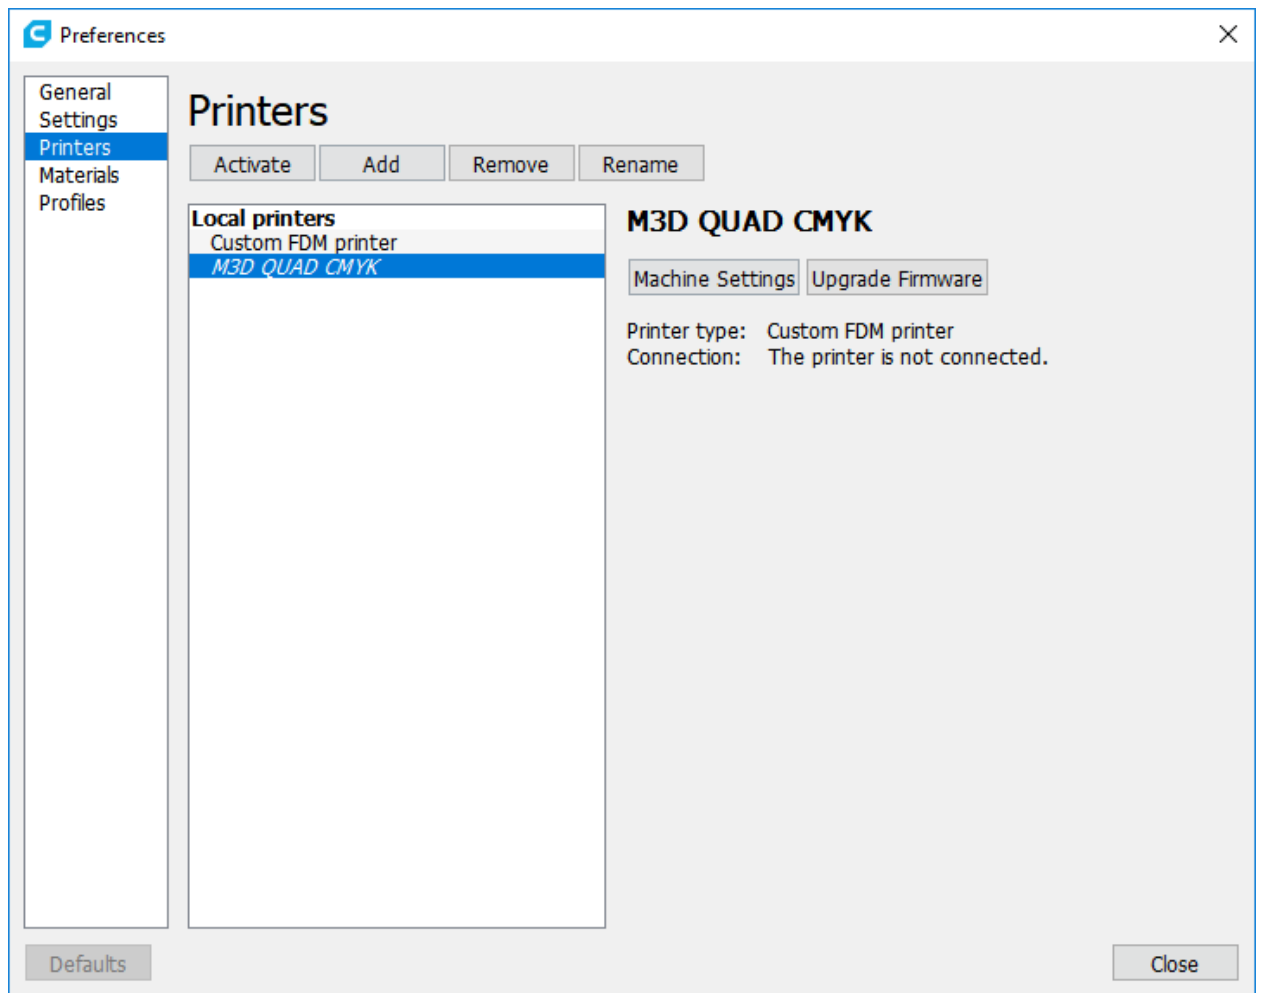 Preferences
General
Settings
Printers
Materials
Profiles
Printers
Activate Add Remove Rename
Local printers
Custom FDM printer
M3D QUAD CMYK
M3D QUAD CMYK
Machine Settings Upgrade Firmware
Printer type: Custom FDM printer
Connection: The printer is not connected.
Defaults
Close